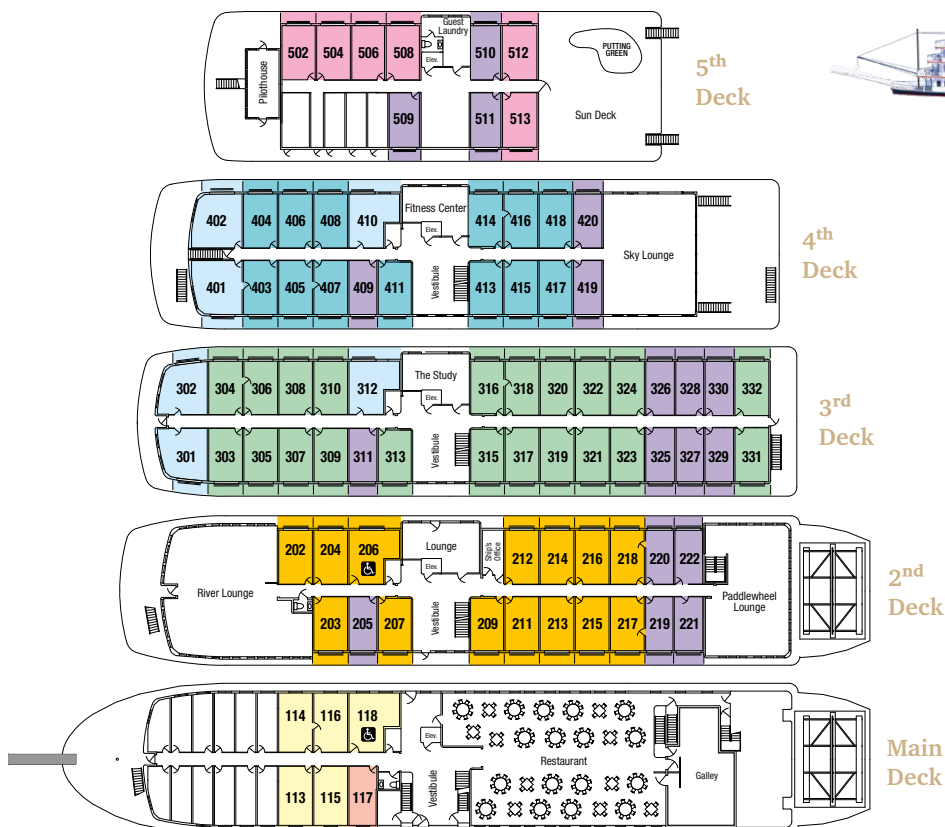 502 504 506 508 Guest Laundry 510 512
Elev.
PUTTING GREEN
Pilothouse
509 511 513
Sun Deck
5th Deck
402 404 406 408 410 Fitness Center 414 416 418 420
Elev.
Sky Lounge
401 403 405 407 409 411 Vestibule 413 415 417 419
4th Deck
302 304 306 308 310 312 The Study 316 318 320 322 324 326 328 330 332
Elev.
301 303 305 307 309 311 313 Vestibule 315 317 319 321 323 325 327 329 331
3rd Deck
202 204 206 Lounge Ship's Office 212 214 216 218 220 222
Elev.
River Lounge
Paddlewheel Lounge
203 205 207 Vestibule 209 211 213 215 217 219 221
2nd Deck
114 116 118
Elev.
Restaurant
113 115 117 Vestibule
Galley
Main Deck